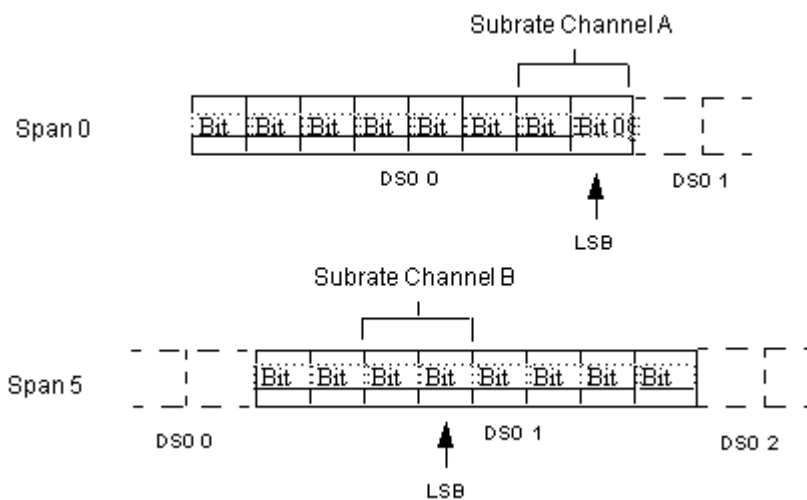 Subrate Channel A
Span 0
Bit Bit Bit Bit Bit Bit Bit Bit 0
DS0 0
DS0 1
LSB
Subrate Channel B
Span 5
Bit Bit Bit Bit Bit Bit Bit Bit
DS0 0
DS0 1
DS0 2
LSB